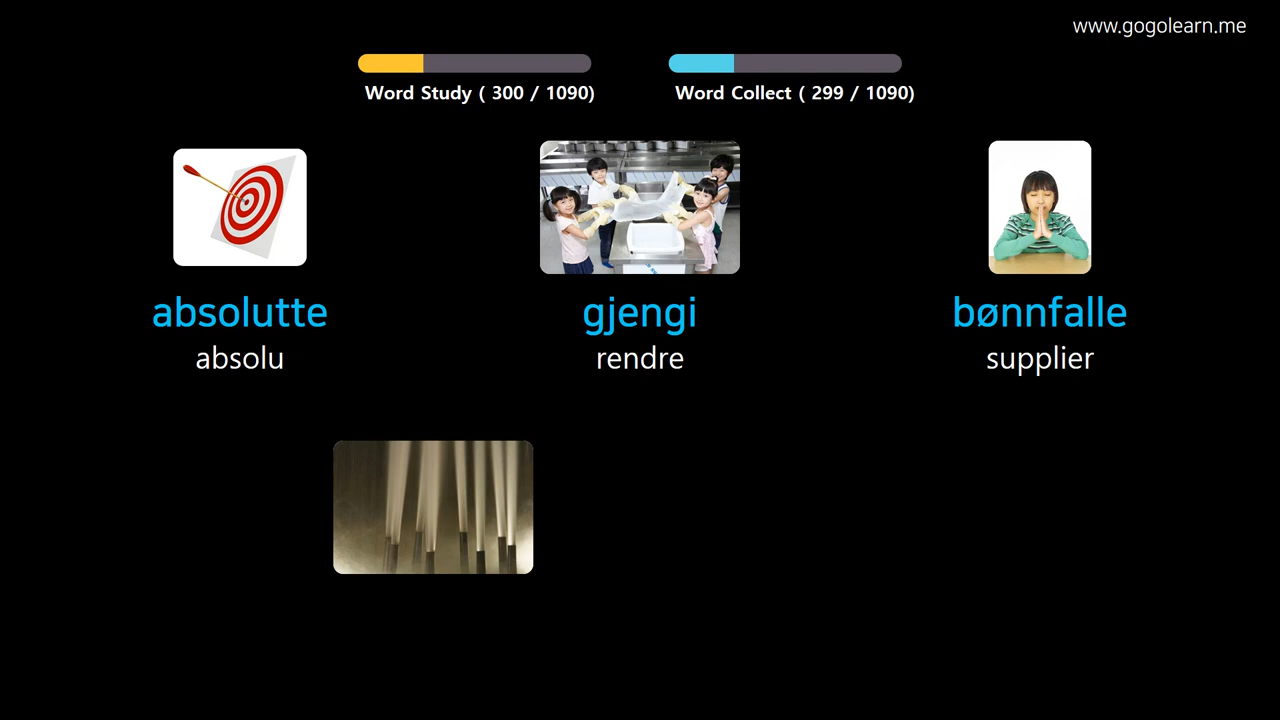 www.gogolearn.me
Word Study ( 300 / 1090)
Word Collect ( 299 / 1090)
absolutte
absolu
gjengi
rendre
bønnfalle
supplier